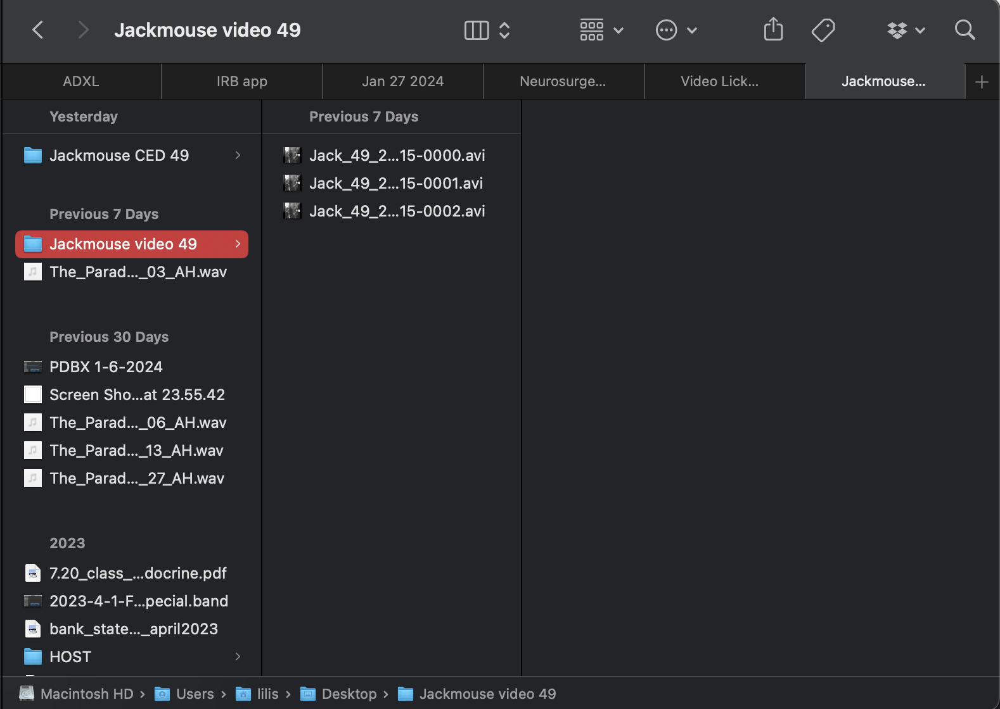 Jackmouse video 49
ADXL
IRB app
Jan 27 2024
Neurosurge...
Video Lick...
Jackmouse...
Yesterday
Jackmouse CED 49
Previous 7 Days
Jackmouse video 49
The_Parad..._03_AH.wav
Previous 30 Days
PDBX 1-6-2024
Screen Sho...at 23.55.42
The_Parad..._06_AH.wav
The_Parad..._13_AH.wav
The_Parad..._27_AH.wav
2023
7.20_class_...docrine.pdf
2023-4-1-F...pecial.band
bank_state..._april2023
HOST
Previous 7 Days
Jack_49_2...15-0000.avi
Jack_49_2...15-0001.avi
Jack_49_2...15-0002.avi
Macintosh HD › Users › lilis › Desktop › Jackmouse video 49